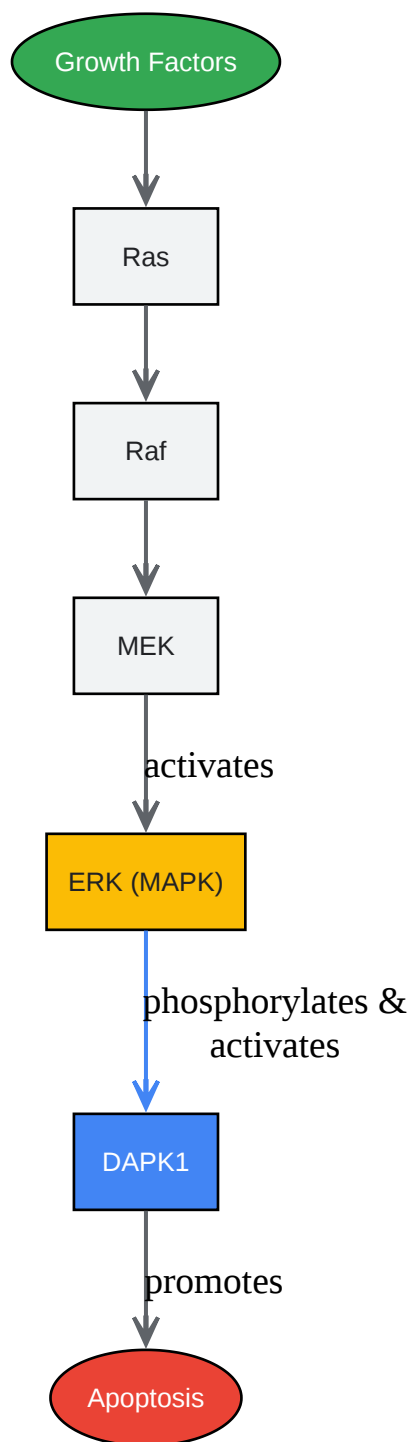 Growth Factors
Ras
Raf
MEK
activates
ERK (MAPK)
phosphorylates &
activates
DAPK1
promotes
Apoptosis